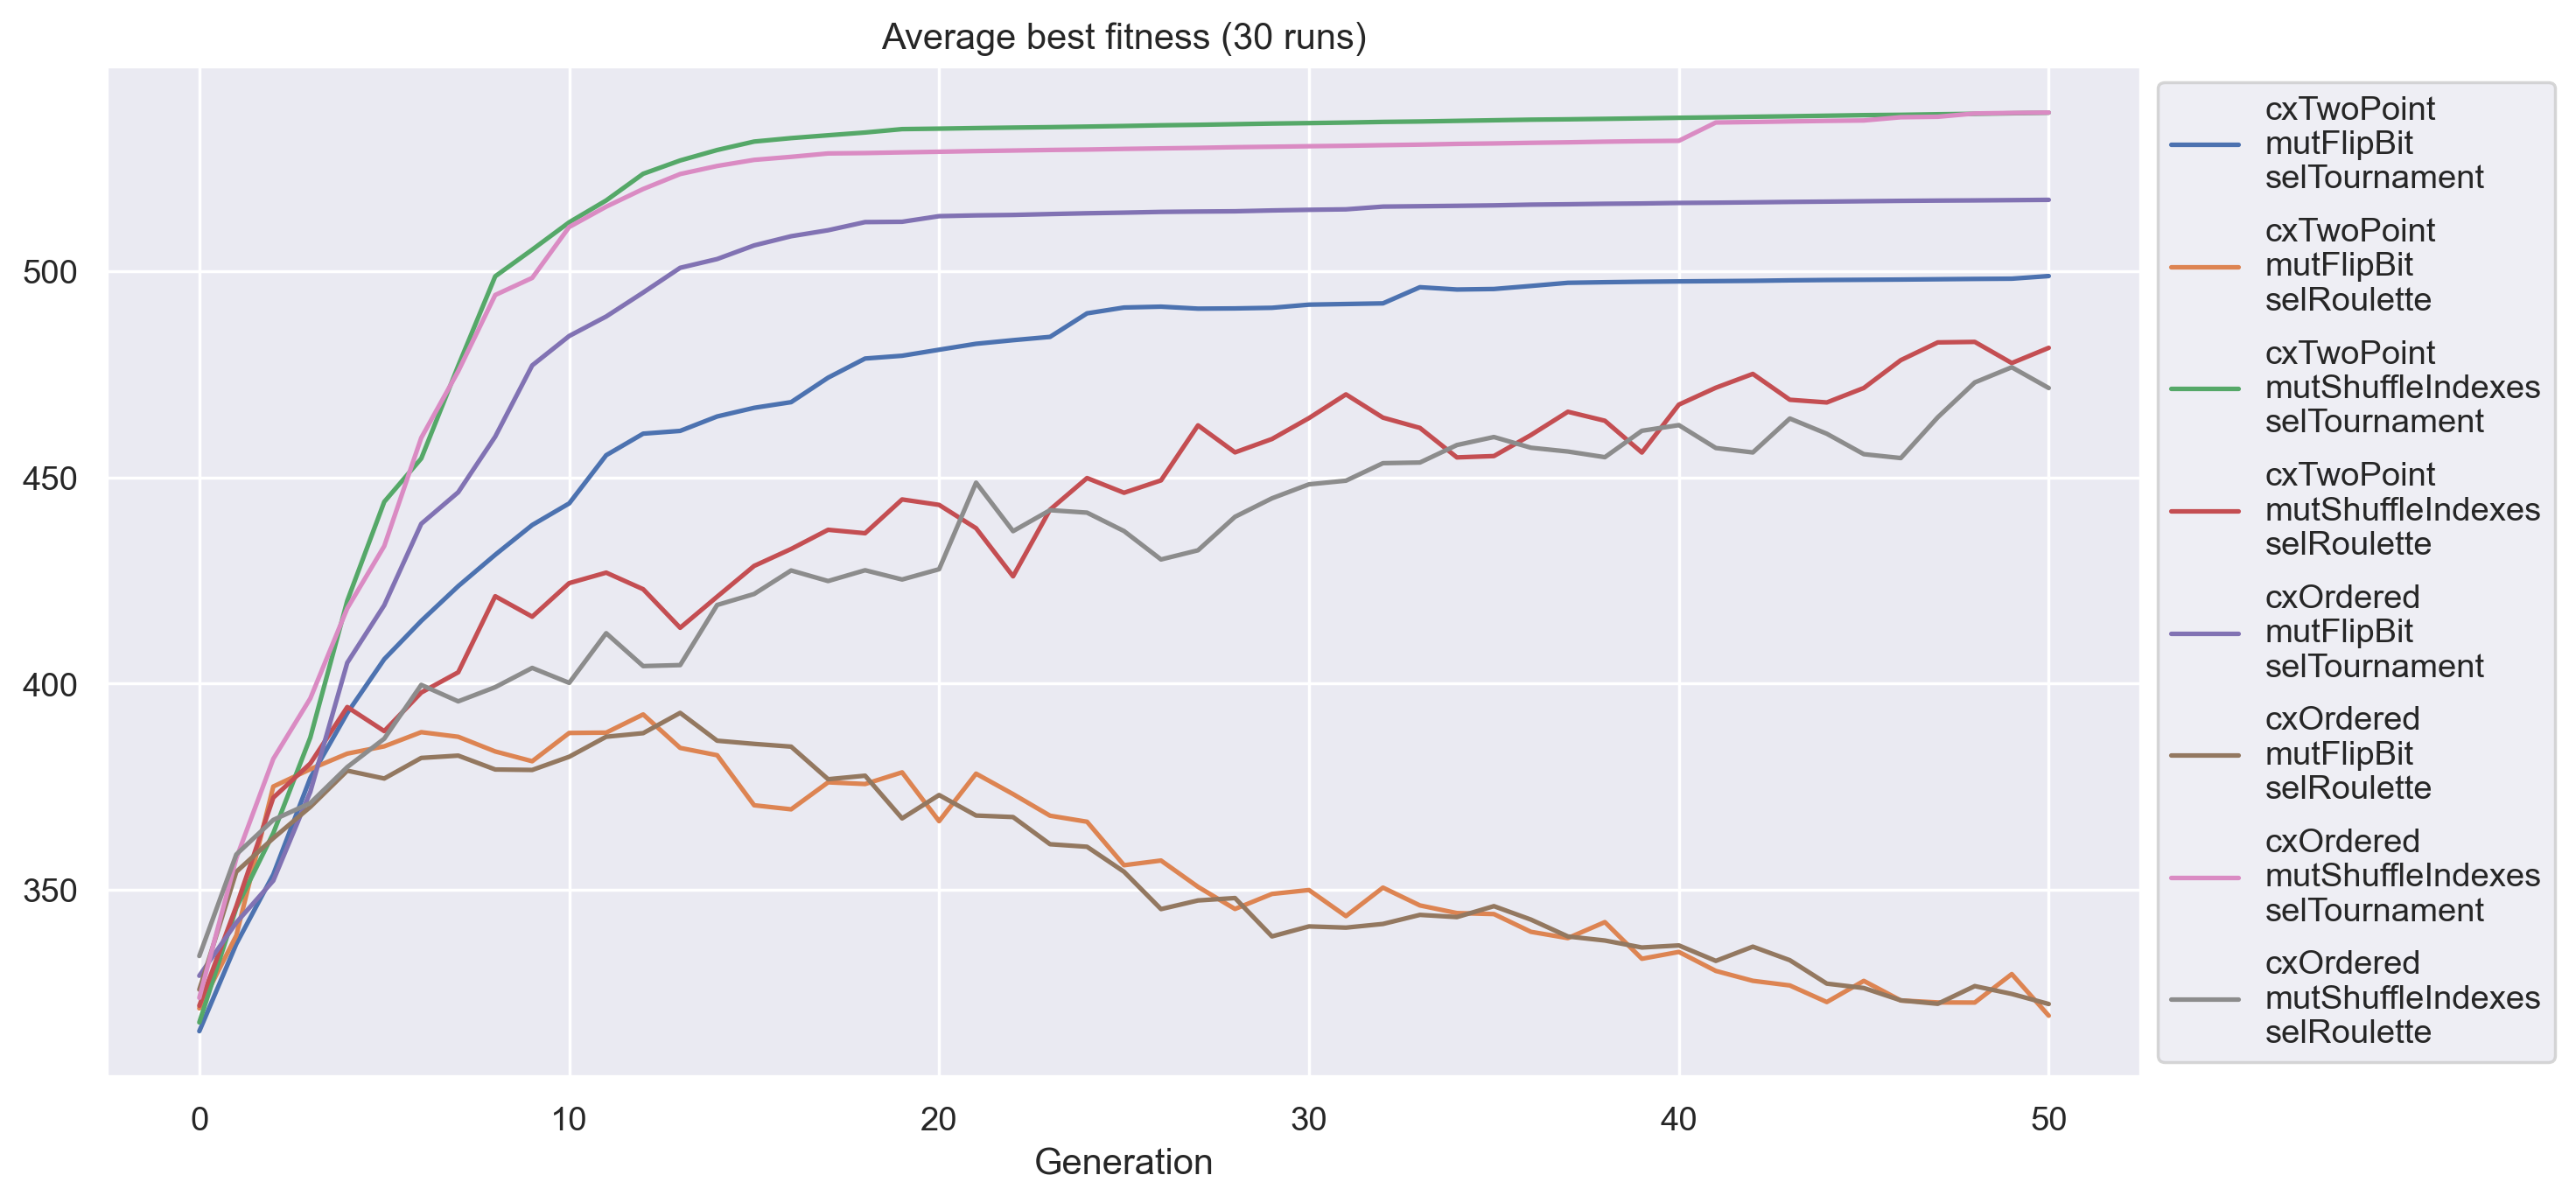 Average best fitness (30 runs)
500
450
400
350
0 10 20 30 40 50
Generation
cxTwoPoint
mutFlipBit
selTournament
cxTwoPoint
mutFlipBit
selRoulette
cxTwoPoint
mutShuffleIndexes
selTournament
cxTwoPoint
mutShuffleIndexes
selRoulette
cxOrdered
mutFlipBit
selTournament
cxOrdered
mutFlipBit
selRoulette
cxOrdered
mutShuffleIndexes
selTournament
cxOrdered
mutShuffleIndexes
selRoulette